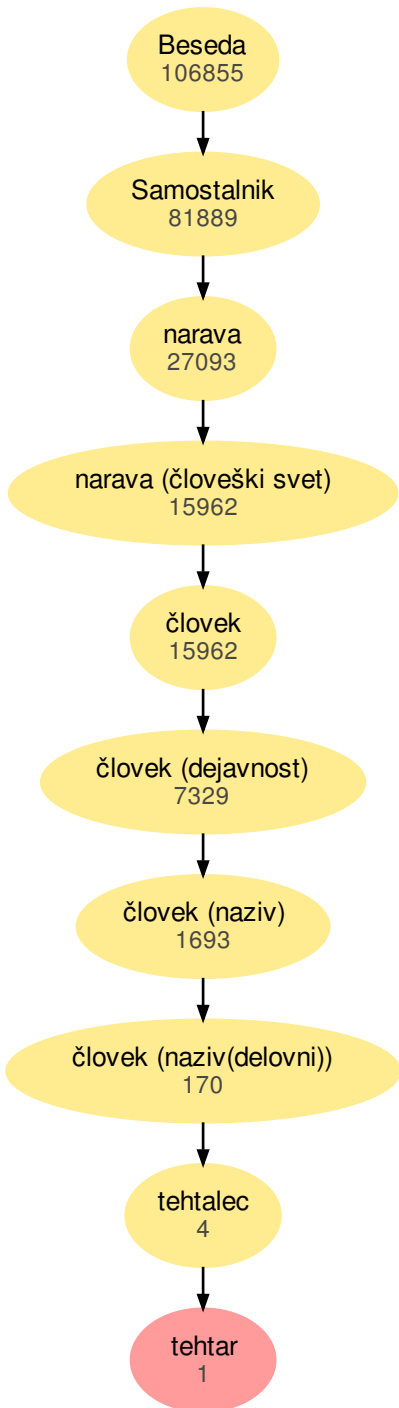 Beseda
106855
Samostalnik
81889
narava
27093
narava (človeški svet)
15962
človek
15962
človek (dejavnost)
7329
človek (naziv)
1693
človek (naziv(delovni))
170
tehtalec
4
tehtar
1